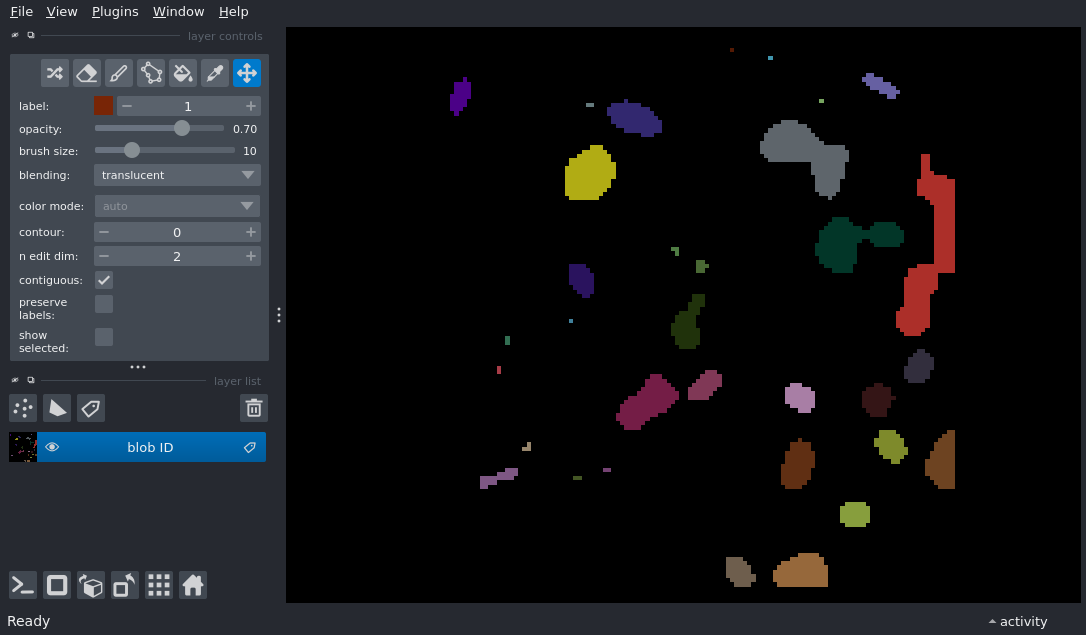 File View Plugins Window Help
layer controls
label: 1
opacity: 0.70
brush size: 10
blending: translucent
color mode: auto
contour: 0
n edit dim: 2
contiguous:
preserve
labels:
show
selected:
layer list
blob ID
Ready
activity